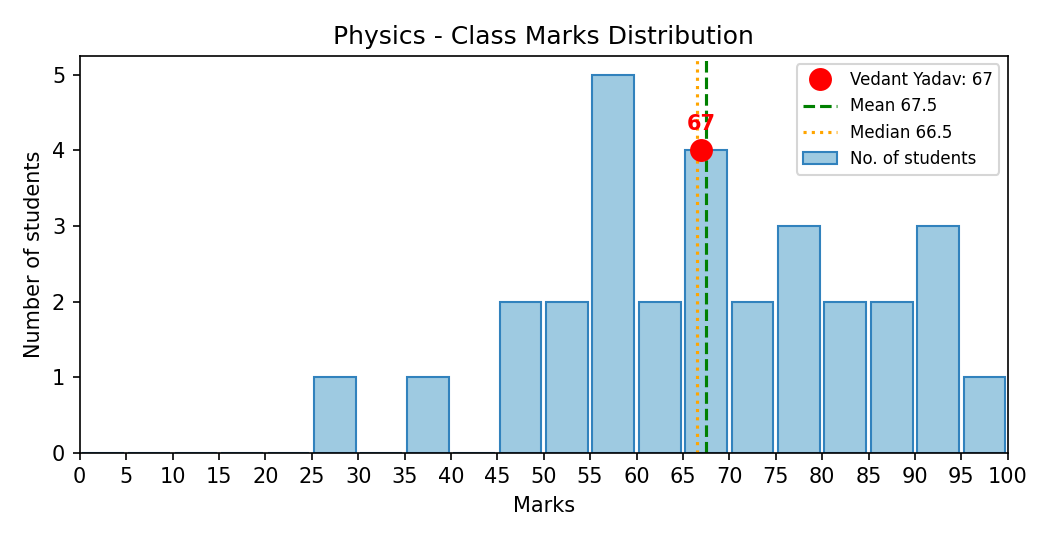 Physics - Class Marks Distribution
Number of students
5
4
3
2
1
0
67
Vedant Yadav: 67
Mean 67.5
Median 66.5
No. of students
0 5 10 15 20 25 30 35 40 45 50 55 60 65 70 75 80 85 90 95 100
Marks